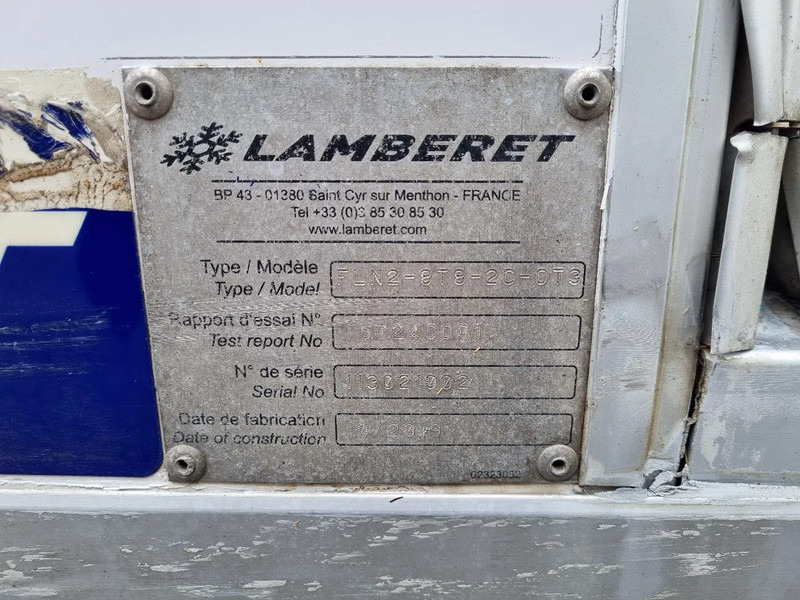 LAMBERET
BP 43 - 01380 Saint Cyr sur Menthon - FRANCE
Tel +33 (0)3 85 30 85 30
www.lamberet.com
Type / Modèle
Type / Model
Rapport d'essai N°
Test report No
N° de série
Serial No
113021002
Date de fabrication
Date of construction